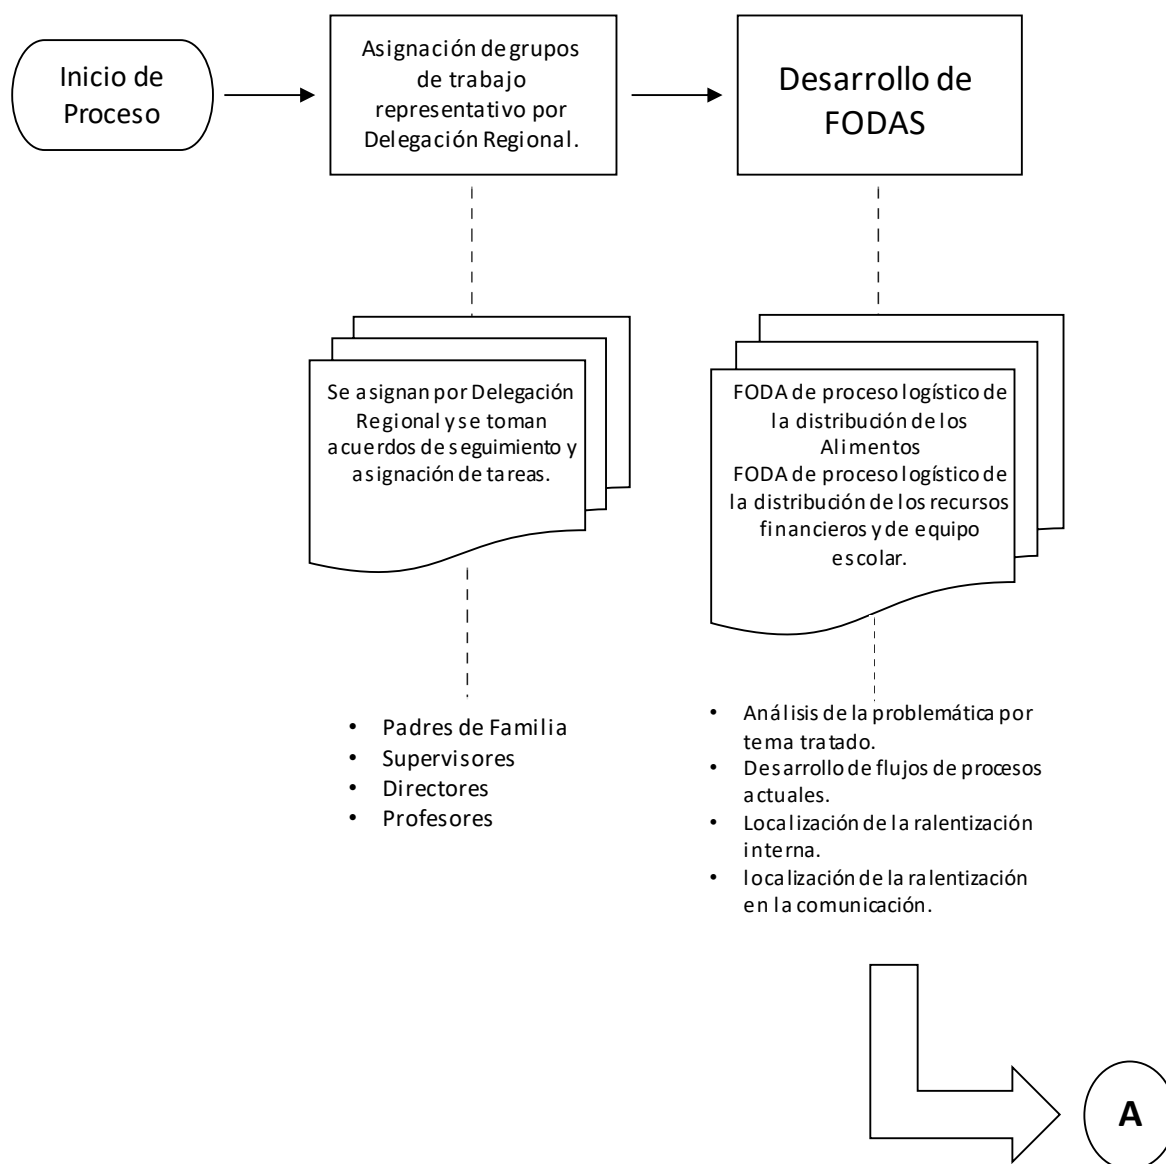 Inicio de
Proceso
Asignación de grupos
de trabajo
representativo por
Delegación Regional.
Desarrollo de
FODAS
Se asignan por Delegación
Regional y se toman
acuerdos de seguimiento y
asignación de tareas.
FODA de proceso logístico de
la distribución de los
Alimentos
FODA de proceso logístico de
la distribución de los recursos
financieros y de equipo
escolar.
• Padres de Familia
• Supervisores
• Directores
• Profesores
• Análisis de la problemática por
tema tratado.
• Desarrollo de flujos de procesos
actuales.
• Localización de la ralentización
interna.
• localización de la ralentización
en la comunicación.
A